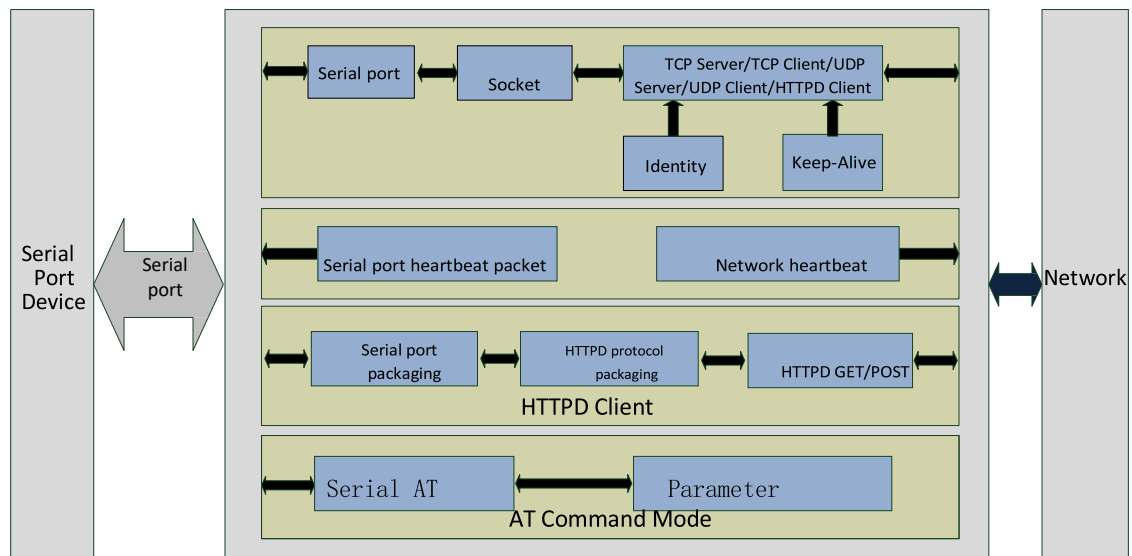 Serial
Port
Device
Serial
port
Serial port
Socket
TCP Server/TCP Client/UDP
Server/UDP Client/HTTPD Client
Identity
Keep-Alive
Serial port heartbeat packet
Network heartbeat
Serial port
packaging
HTTPD protocol
packaging
HTTPD GET/POST
HTTPD Client
Serial AT
Parameter
AT Command Mode
Network